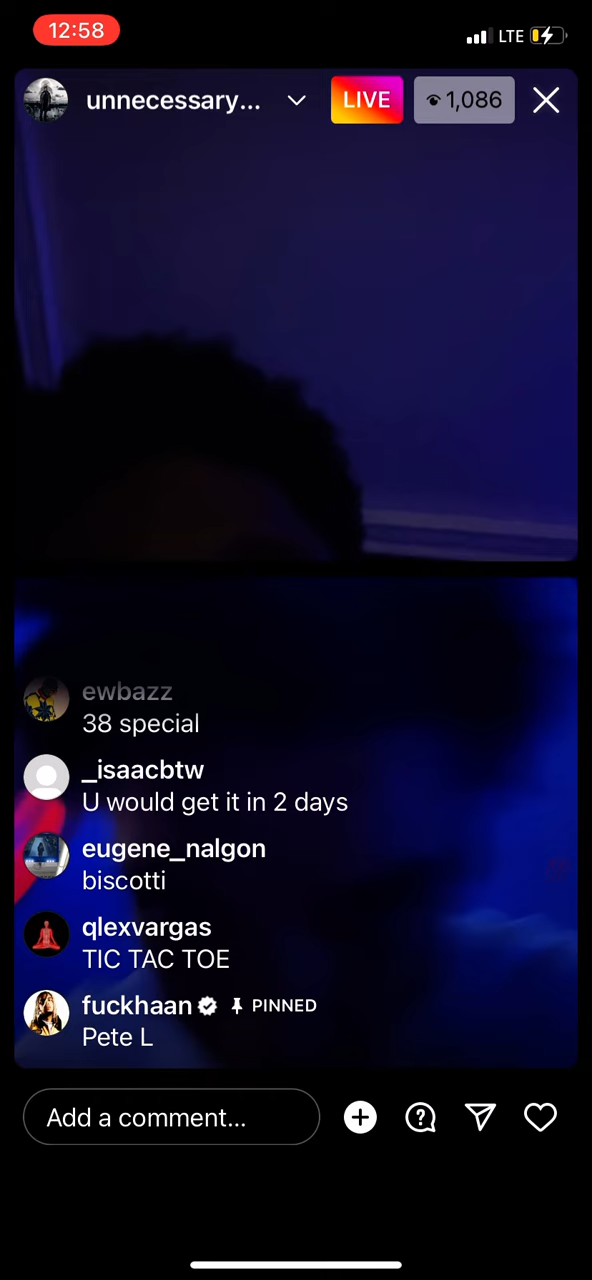 12:58
LTE
unnecessary...
LIVE
1,086
ewbazz
38 special
_isaacbtw
U would get it in 2 days
eugene_nalgon
biscotti
qlexvargas
TIC TAC TOE
fuckhaan PINNED
Pete L
Add a comment...